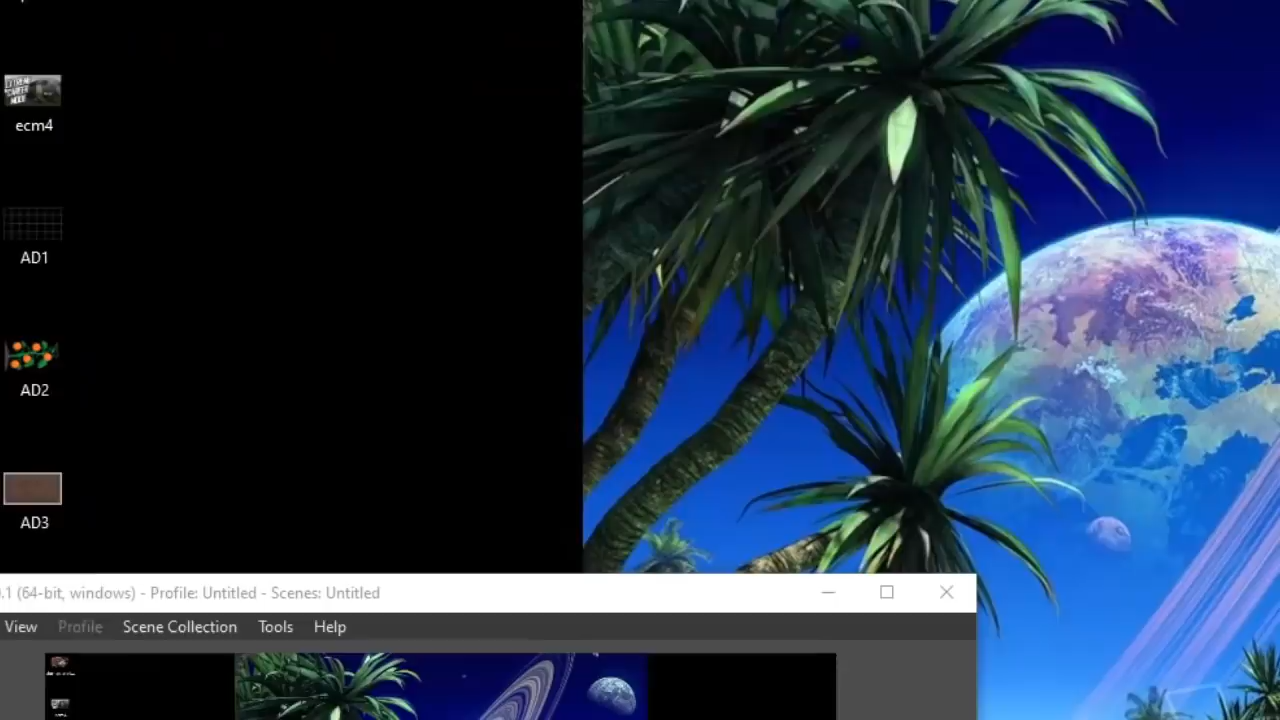 ecm4
AD1
AD2
AD3
.1 (64-bit, windows) - Profile: Untitled - Scenes: Untitled
View Profile Scene Collection Tools Help